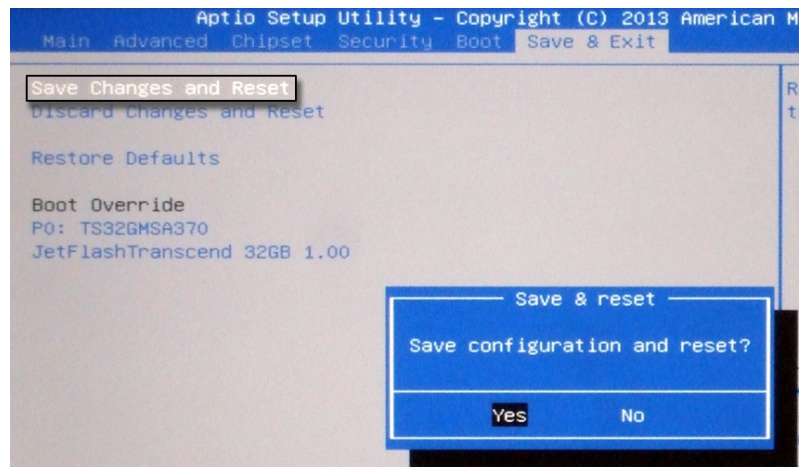 Aptio Setup Utility – Copyright (C) 2013 American M
Main Advanced Chipset Security Boot Save & Exit
Save Changes and Reset
Discard Changes and Reset
Restore Defaults
Boot Override
P0: TS32GMSA370
JetFlashTranscend 32GB 1.00
R
t
Save & reset
Save configuration and reset?
Yes No